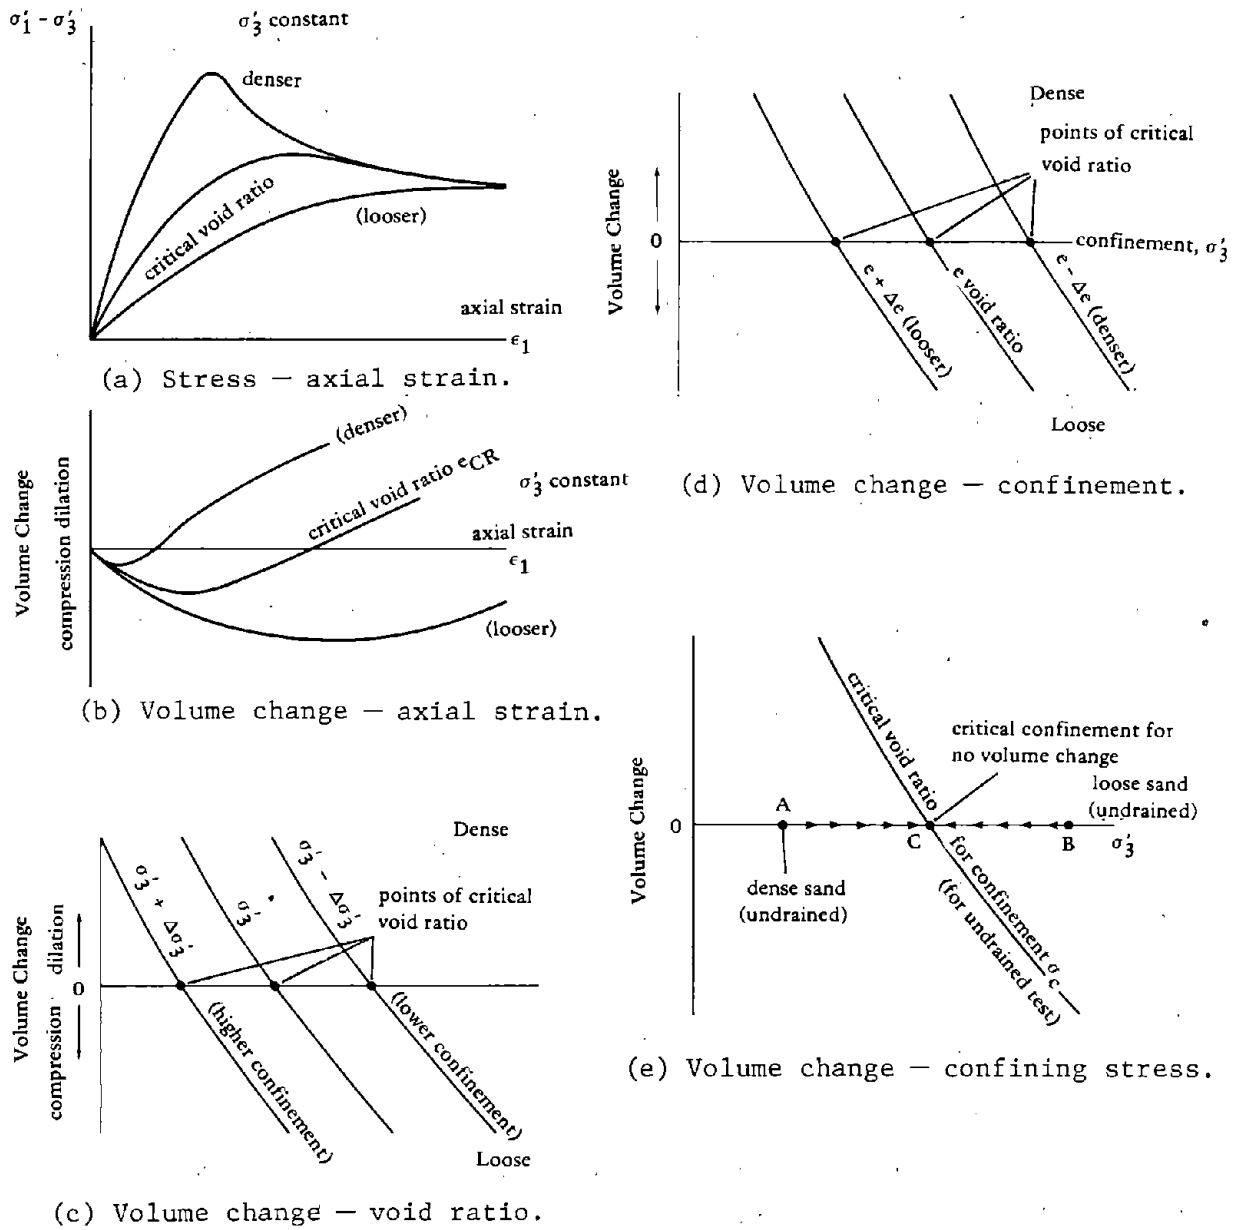 σ′1 – σ′3
σ′3 constant
denser
critical void ratio
(looser)
axial strain
ϵ1
(a) Stress — axial strain.
Volume Change
compression dilation
(denser)
critical void ratio eCR
σ′3 constant
axial strain
ϵ1
(looser)
(b) Volume change — axial strain.
Volume Change
compression dilation
0
Dense
σ′3 + Δσ′3
σ′3
σ′3 – Δσ′3
points of critical
void ratio
(higher confinement)
(lower confinement)
Loose
(c) Volume change — void ratio.
Volume Change
0
Dense
points of critical
void ratio
confinement, σ′3
e + Δe (looser)
e void ratio
e – Δe (denser)
Loose
(d) Volume change — confinement.
Volume Change
0
critical void ratio
for confinement σc
(for undrained test)
critical confinement for
no volume change
loose sand
(undrained)
A
C
B
σ′3
dense sand
(undrained)
(e) Volume change — confining stress.